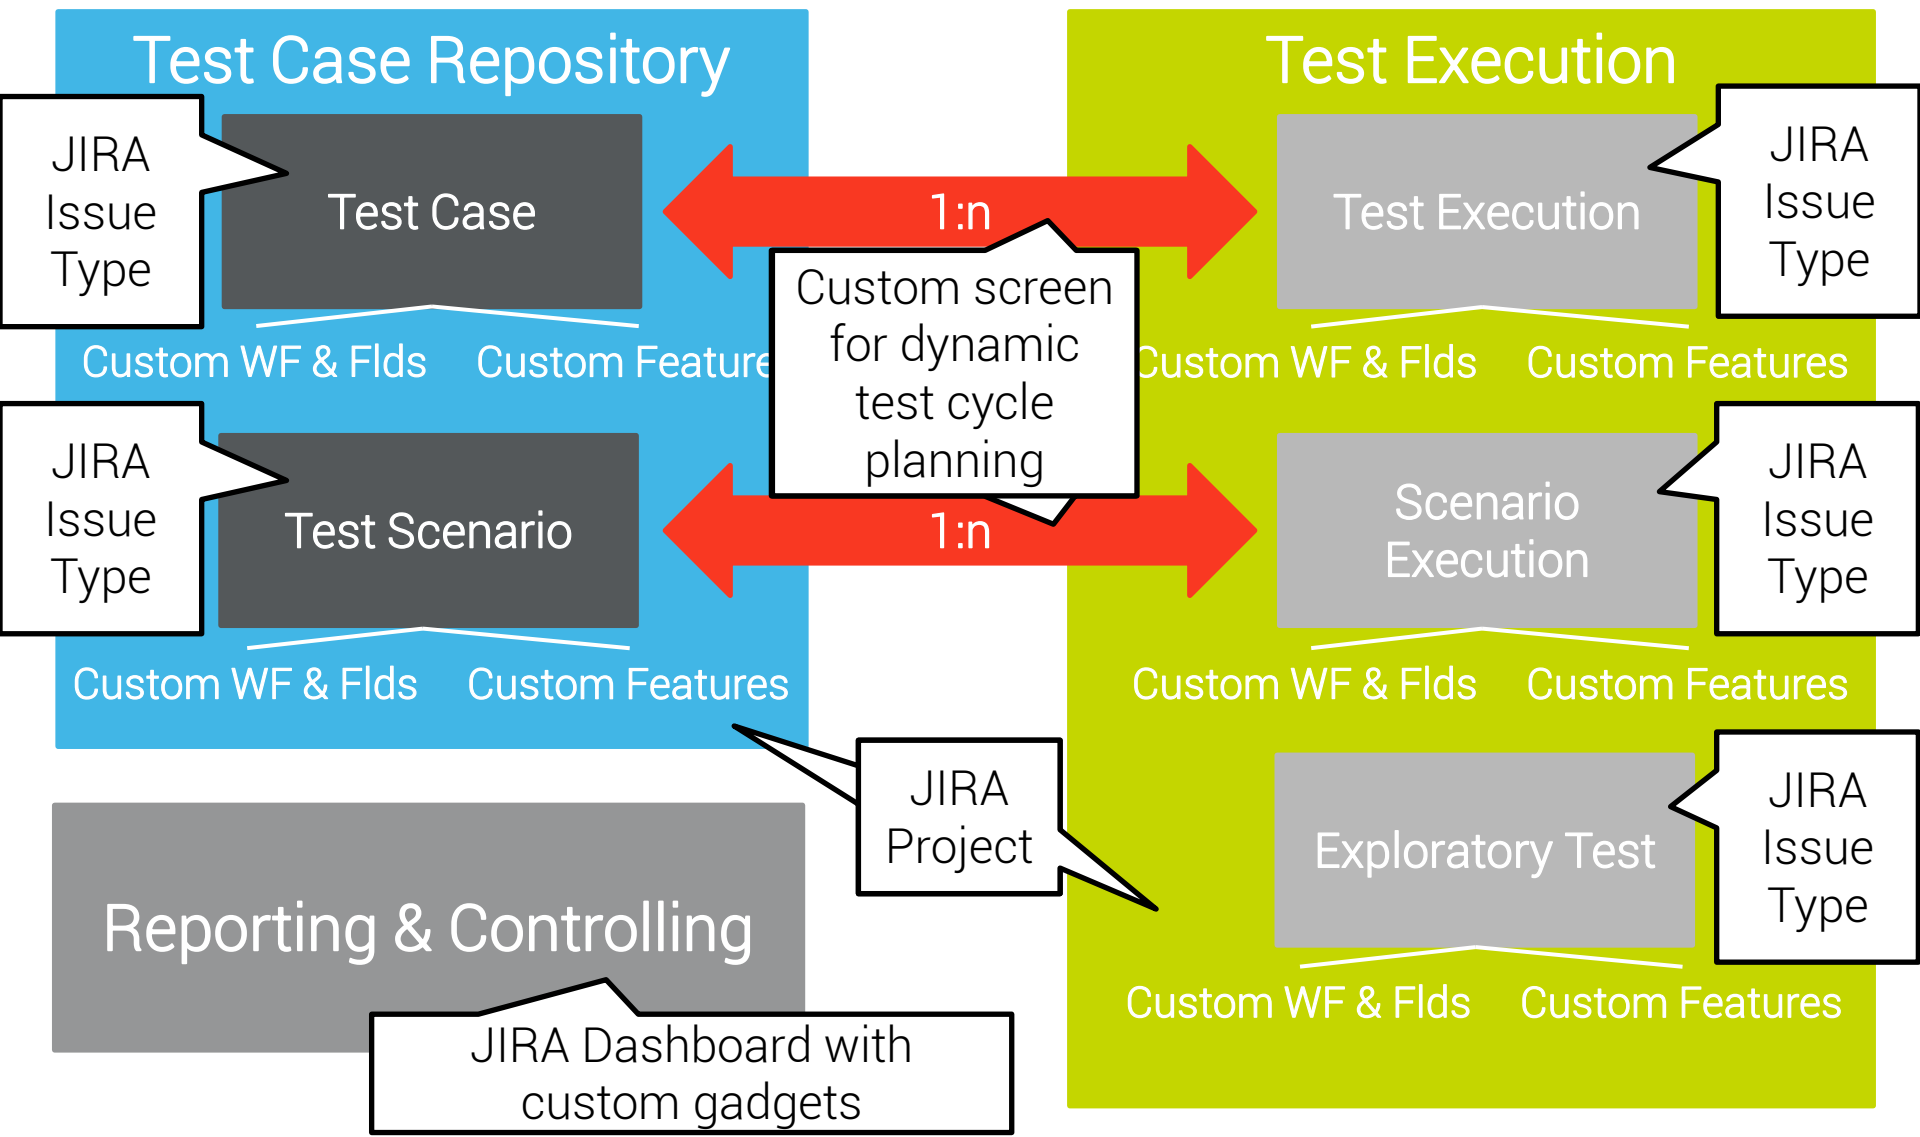 Test Case Repository
JIRA
Issue
Type
Test Case
Custom WF & Flds
Custom Feature
JIRA
Issue
Type
Test Scenario
Custom WF & Flds
Custom Features
1:n
Custom screen
for dynamic
test cycle
planning
1:n
Test Execution
Test Execution
JIRA
Issue
Type
Custom WF & Flds
Custom Features
Scenario
Execution
JIRA
Issue
Type
Custom WF & Flds
Custom Features
Exploratory Test
JIRA
Issue
Type
Custom WF & Flds
Custom Features
JIRA
Project
Reporting & Controlling
JIRA Dashboard with
custom gadgets